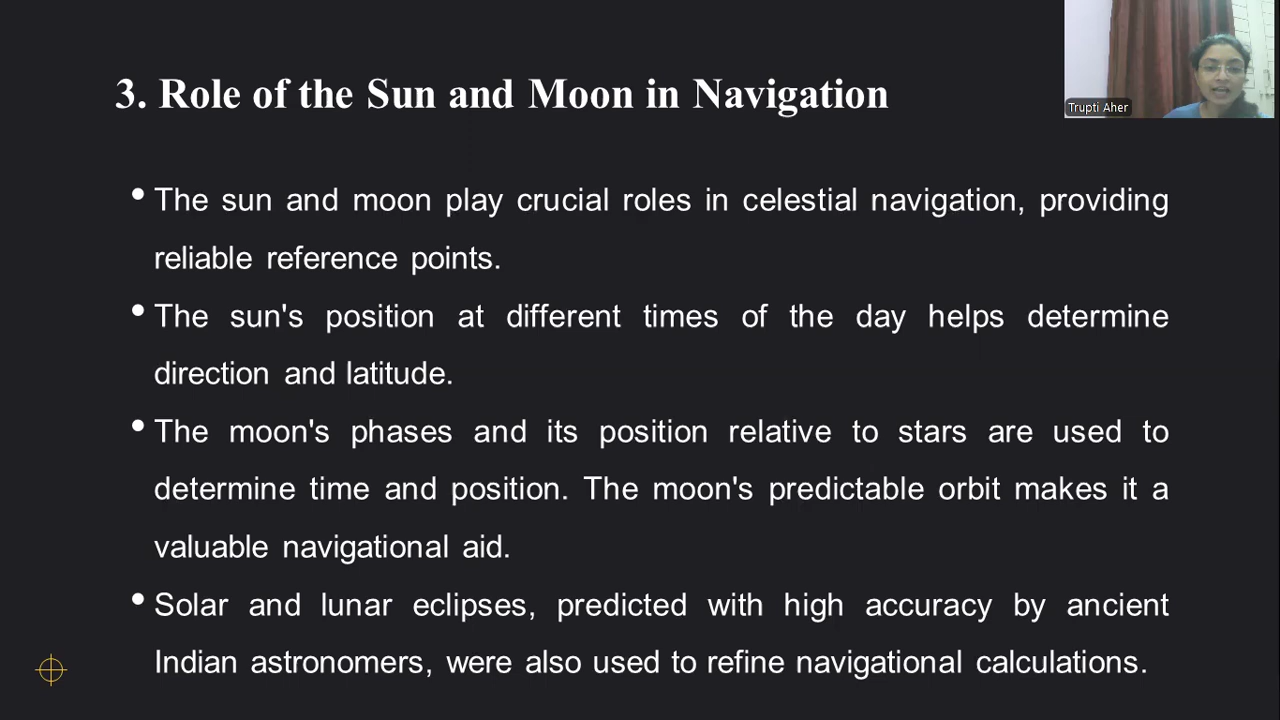 3. Role of the Sun and Moon in Navigation
Trupti Aher
• The sun and moon play crucial roles in celestial navigation, providing
reliable reference points.
• The sun's position at different times of the day helps determine
direction and latitude.
• The moon's phases and its position relative to stars are used to
determine time and position. The moon's predictable orbit makes it a
valuable navigational aid.
• Solar and lunar eclipses, predicted with high accuracy by ancient
Indian astronomers, were also used to refine navigational calculations.